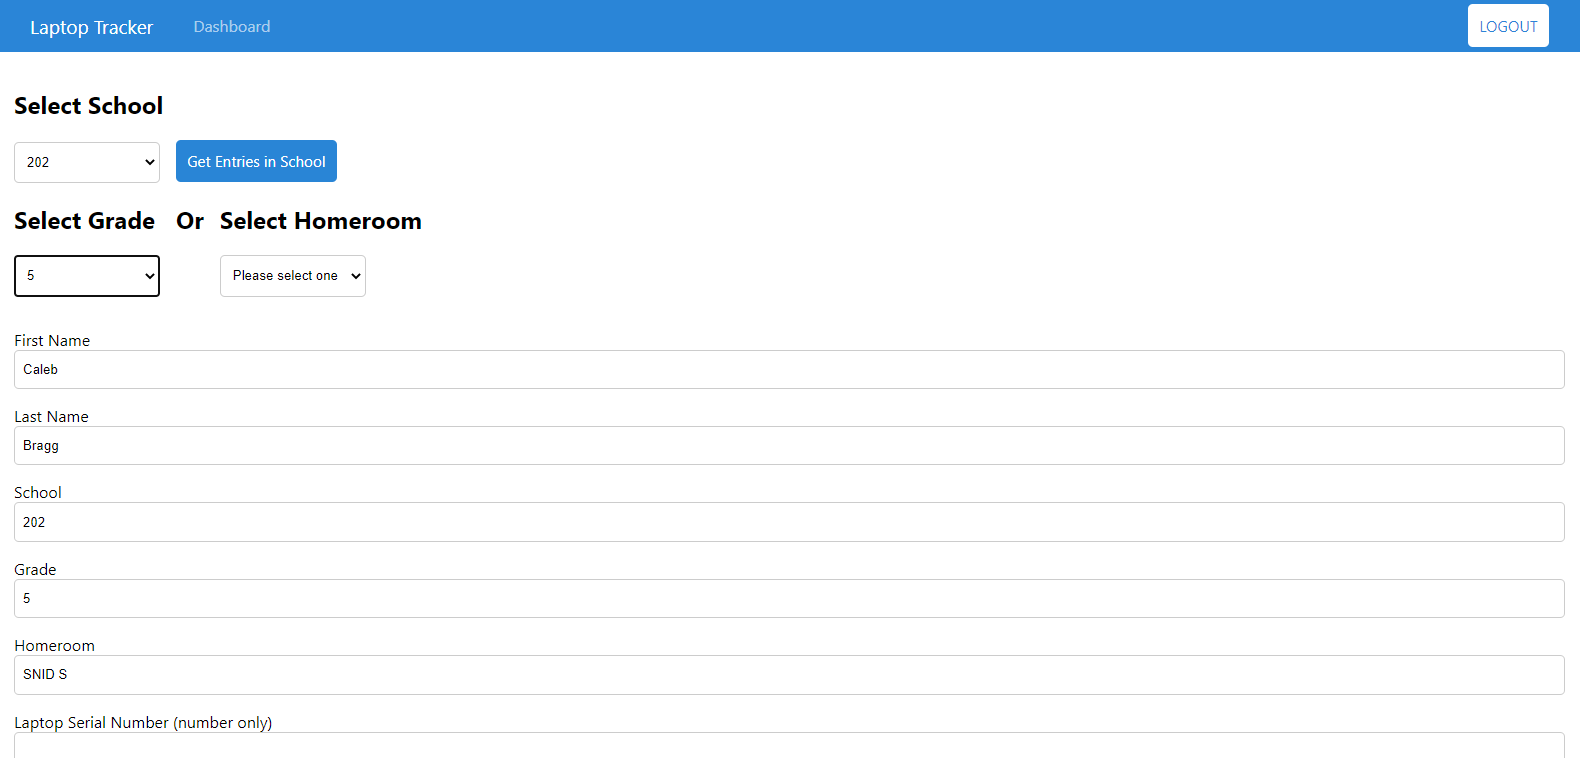 Laptop Tracker Dashboard LOGOUT
Select School
202 Get Entries in School
Select Grade Or Select Homeroom
5 Please select one
First Name
Caleb
Last Name
Bragg
School
202
Grade
5
Homeroom
SNID S
Laptop Serial Number (number only)